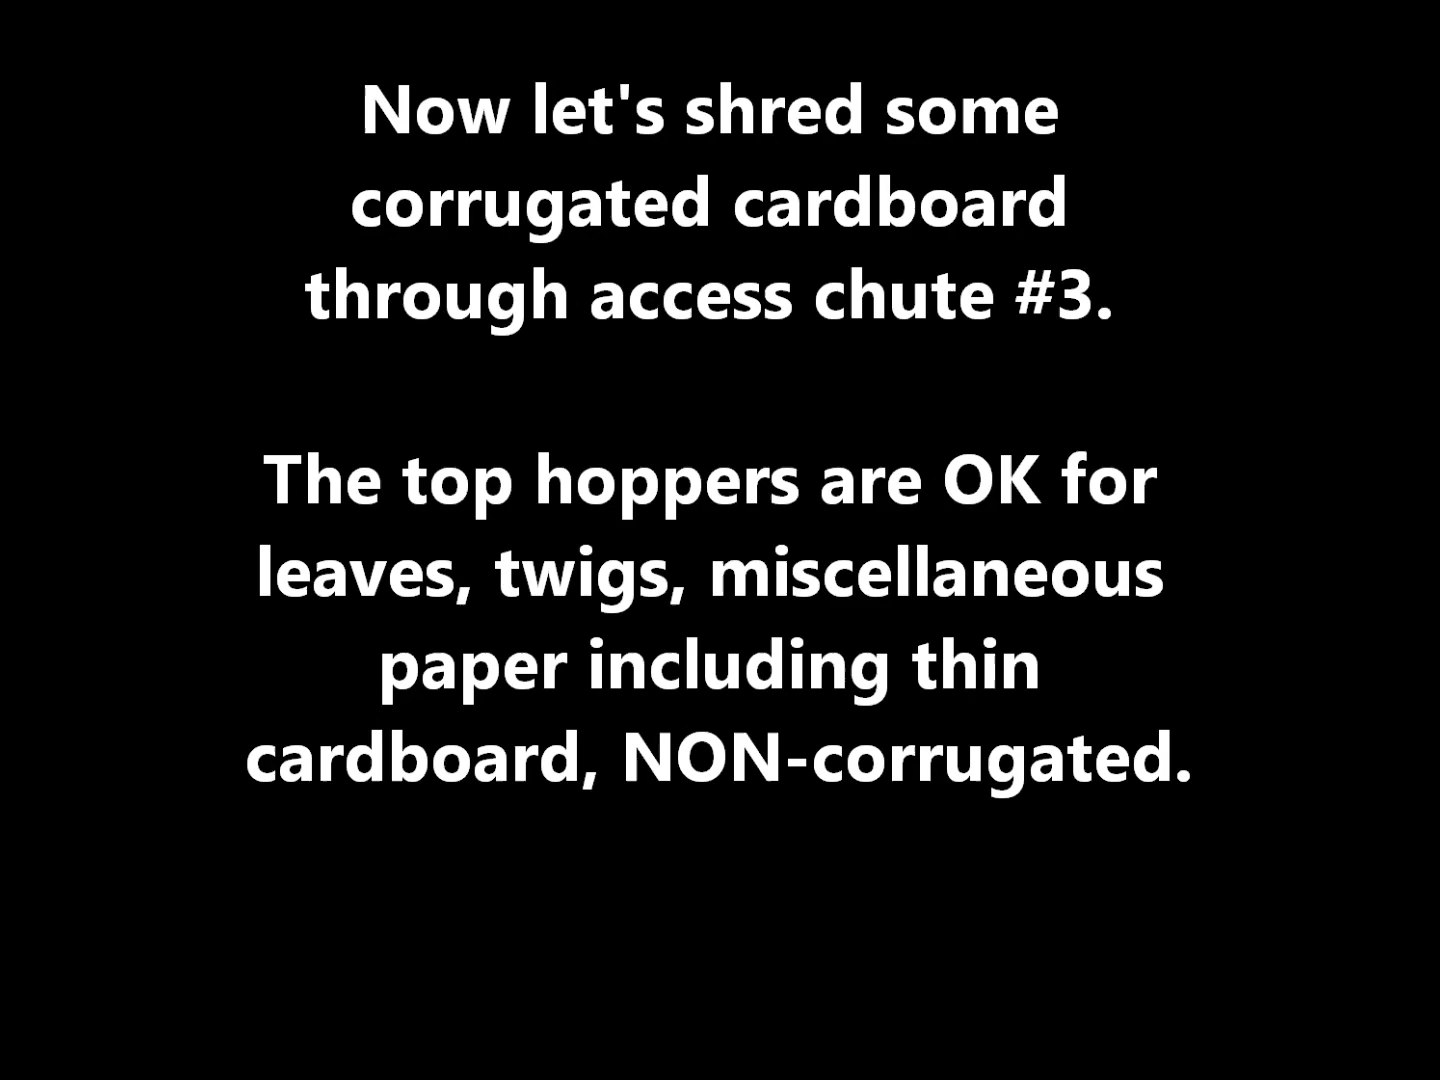 Now let's shred some
corrugated cardboard
through access chute #3.
The top hoppers are OK for
leaves, twigs, miscellaneous
paper including thin
cardboard, NON-corrugated.